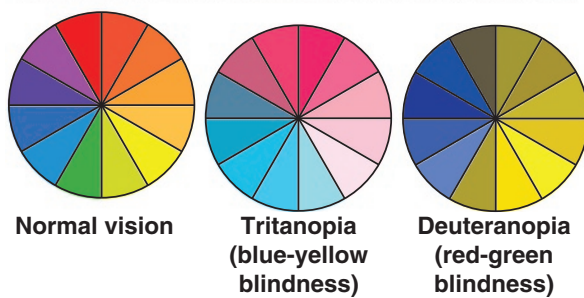 Normal vision
Tritanopia
(blue-yellow
blindness)
Deuteranopia
(red-green
blindness)